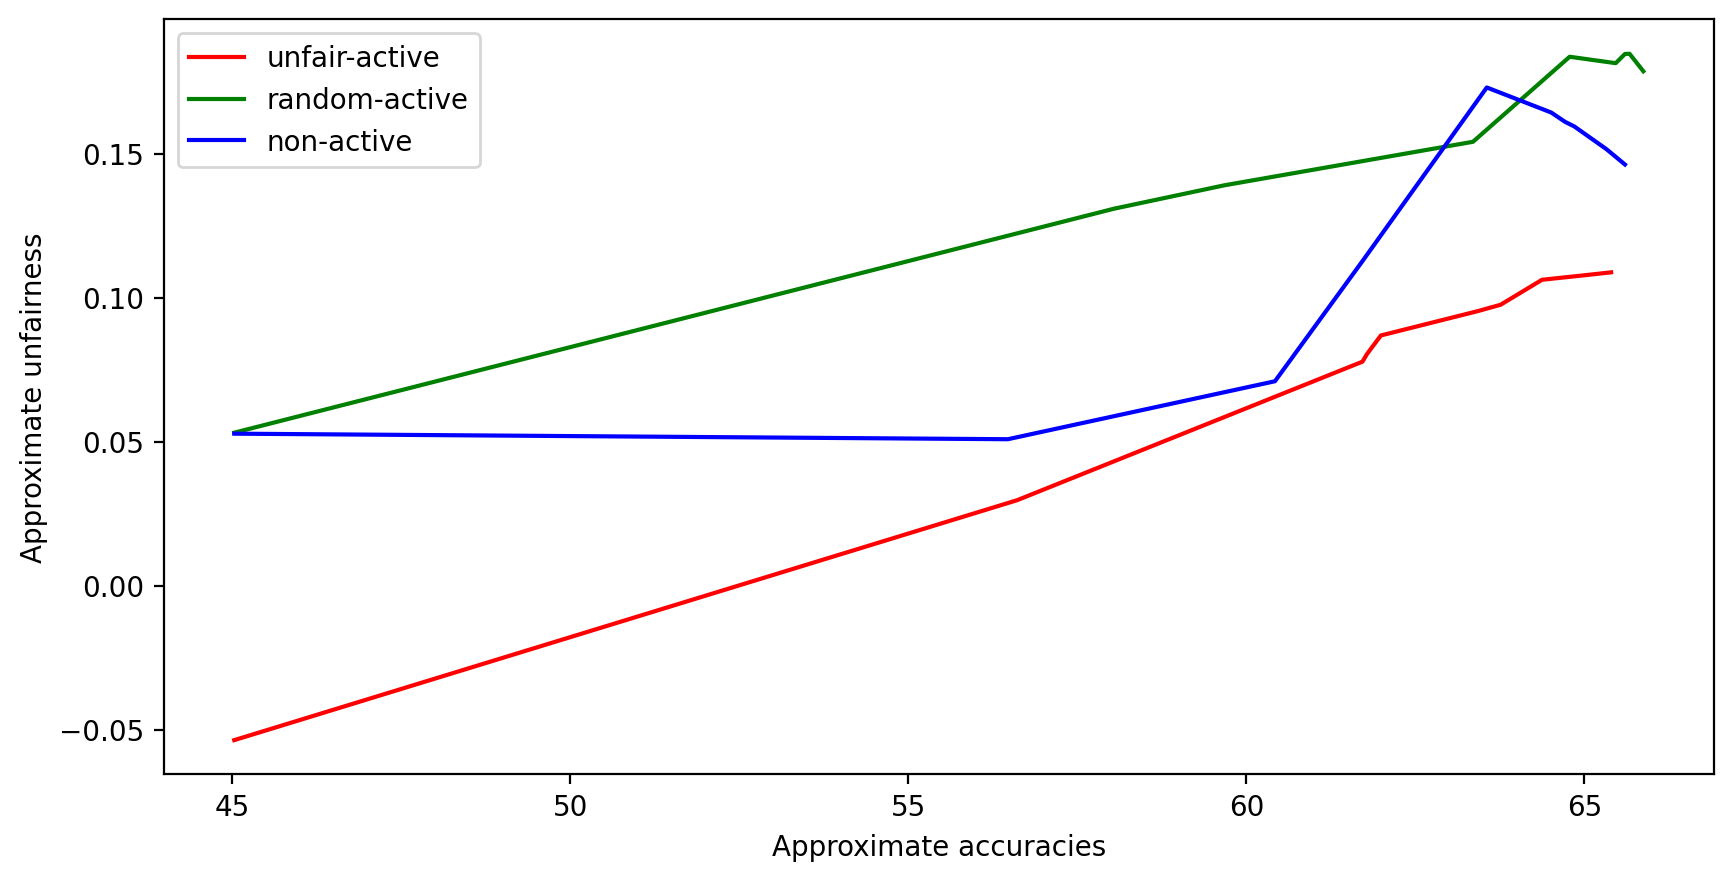 unfair-active
random-active
non-active
0.15
0.10
0.05
0.00
−0.05
Approximate unfairness
45
50
55
60
65
Approximate accuracies